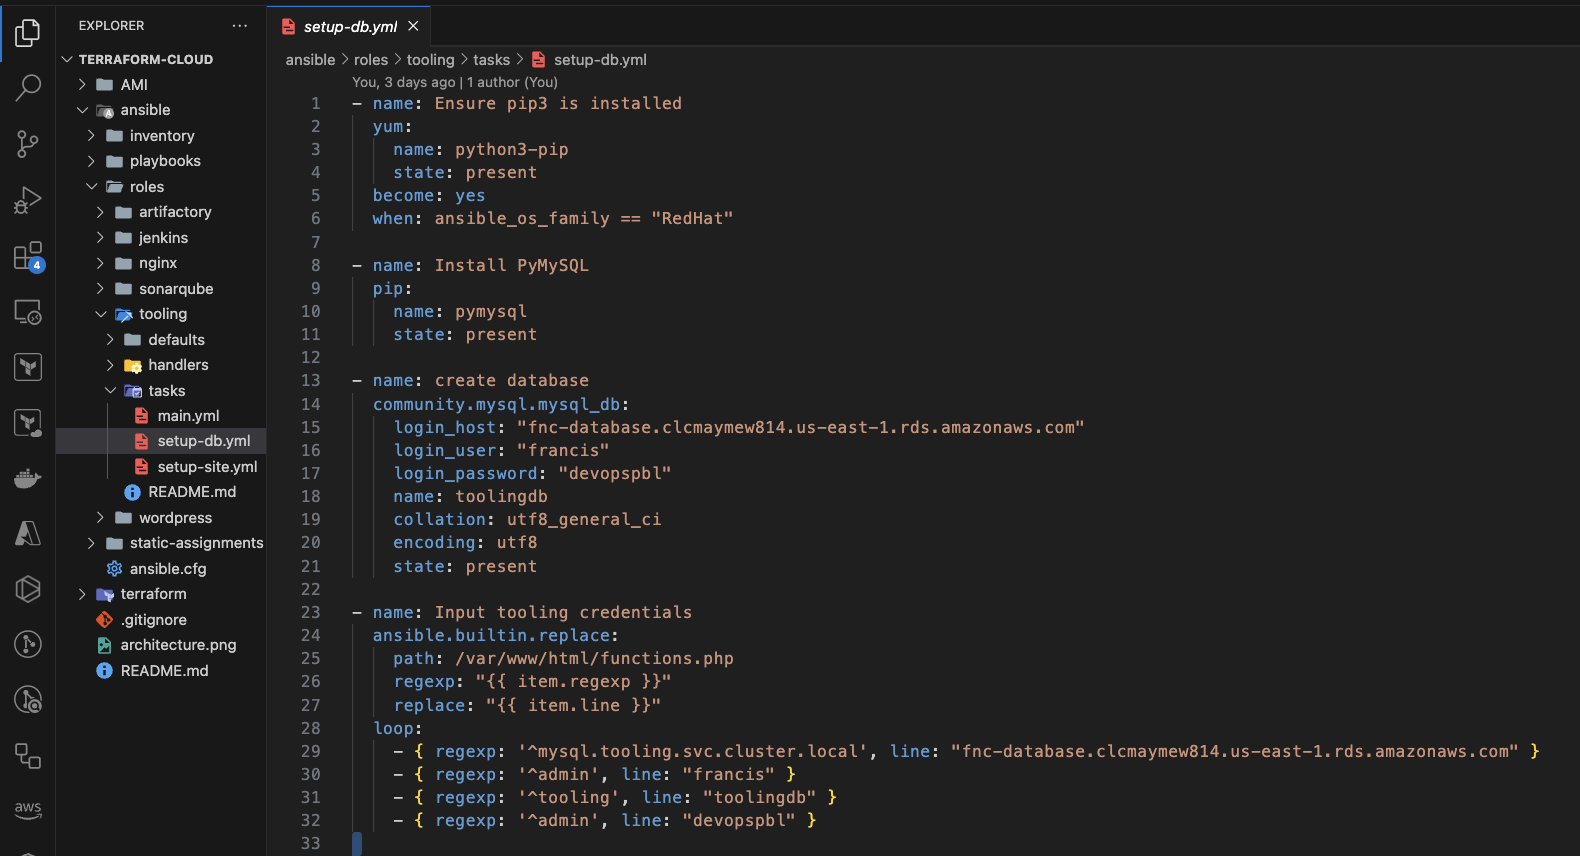 EXPLORER
TERRAFORM-CLOUD
AMI
ansible
inventory
playbooks
roles
artifactory
jenkins
nginx
sonarqube
tooling
defaults
handlers
tasks
main.yml
setup-db.yml
setup-site.yml
README.md
wordpress
static-assignments
ansible.cfg
terraform
.gitignore
architecture.png
README.md
4
aws
setup-db.yml
ansible > roles > tooling > tasks > setup-db.yml
You, 3 days ago | 1 author (You)
1 - name: Ensure pip3 is installed
2 yum:
3 name: python3-pip
4 state: present
5 become: yes
6 when: ansible_os_family == "RedHat"
7
8 - name: Install PyMySQL
9 pip:
10 name: pymysql
11 state: present
12
13 - name: create database
14 community.mysql.mysql_db:
15 login_host: "fnc-database.clcmaymew814.us-east-1.rds.amazonaws.com"
16 login_user: "francis"
17 login_password: "devopspbl"
18 name: toolingdb
19 collation: utf8_general_ci
20 encoding: utf8
21 state: present
22
23 - name: Input tooling credentials
24 ansible.builtin.replace:
25 path: /var/www/html/functions.php
26 regexp: "{{ item.regexp }}"
27 replace: "{{ item.line }}"
28 loop:
29 - { regexp: '^mysql.tooling.svc.cluster.local', line: "fnc-database.clcmaymew814.us-east-1.rds.amazonaws.com" }
30 - { regexp: '^admin', line: "francis" }
31 - { regexp: '^tooling', line: "toolingdb" }
32 - { regexp: '^admin', line: "devopspbl" }
33